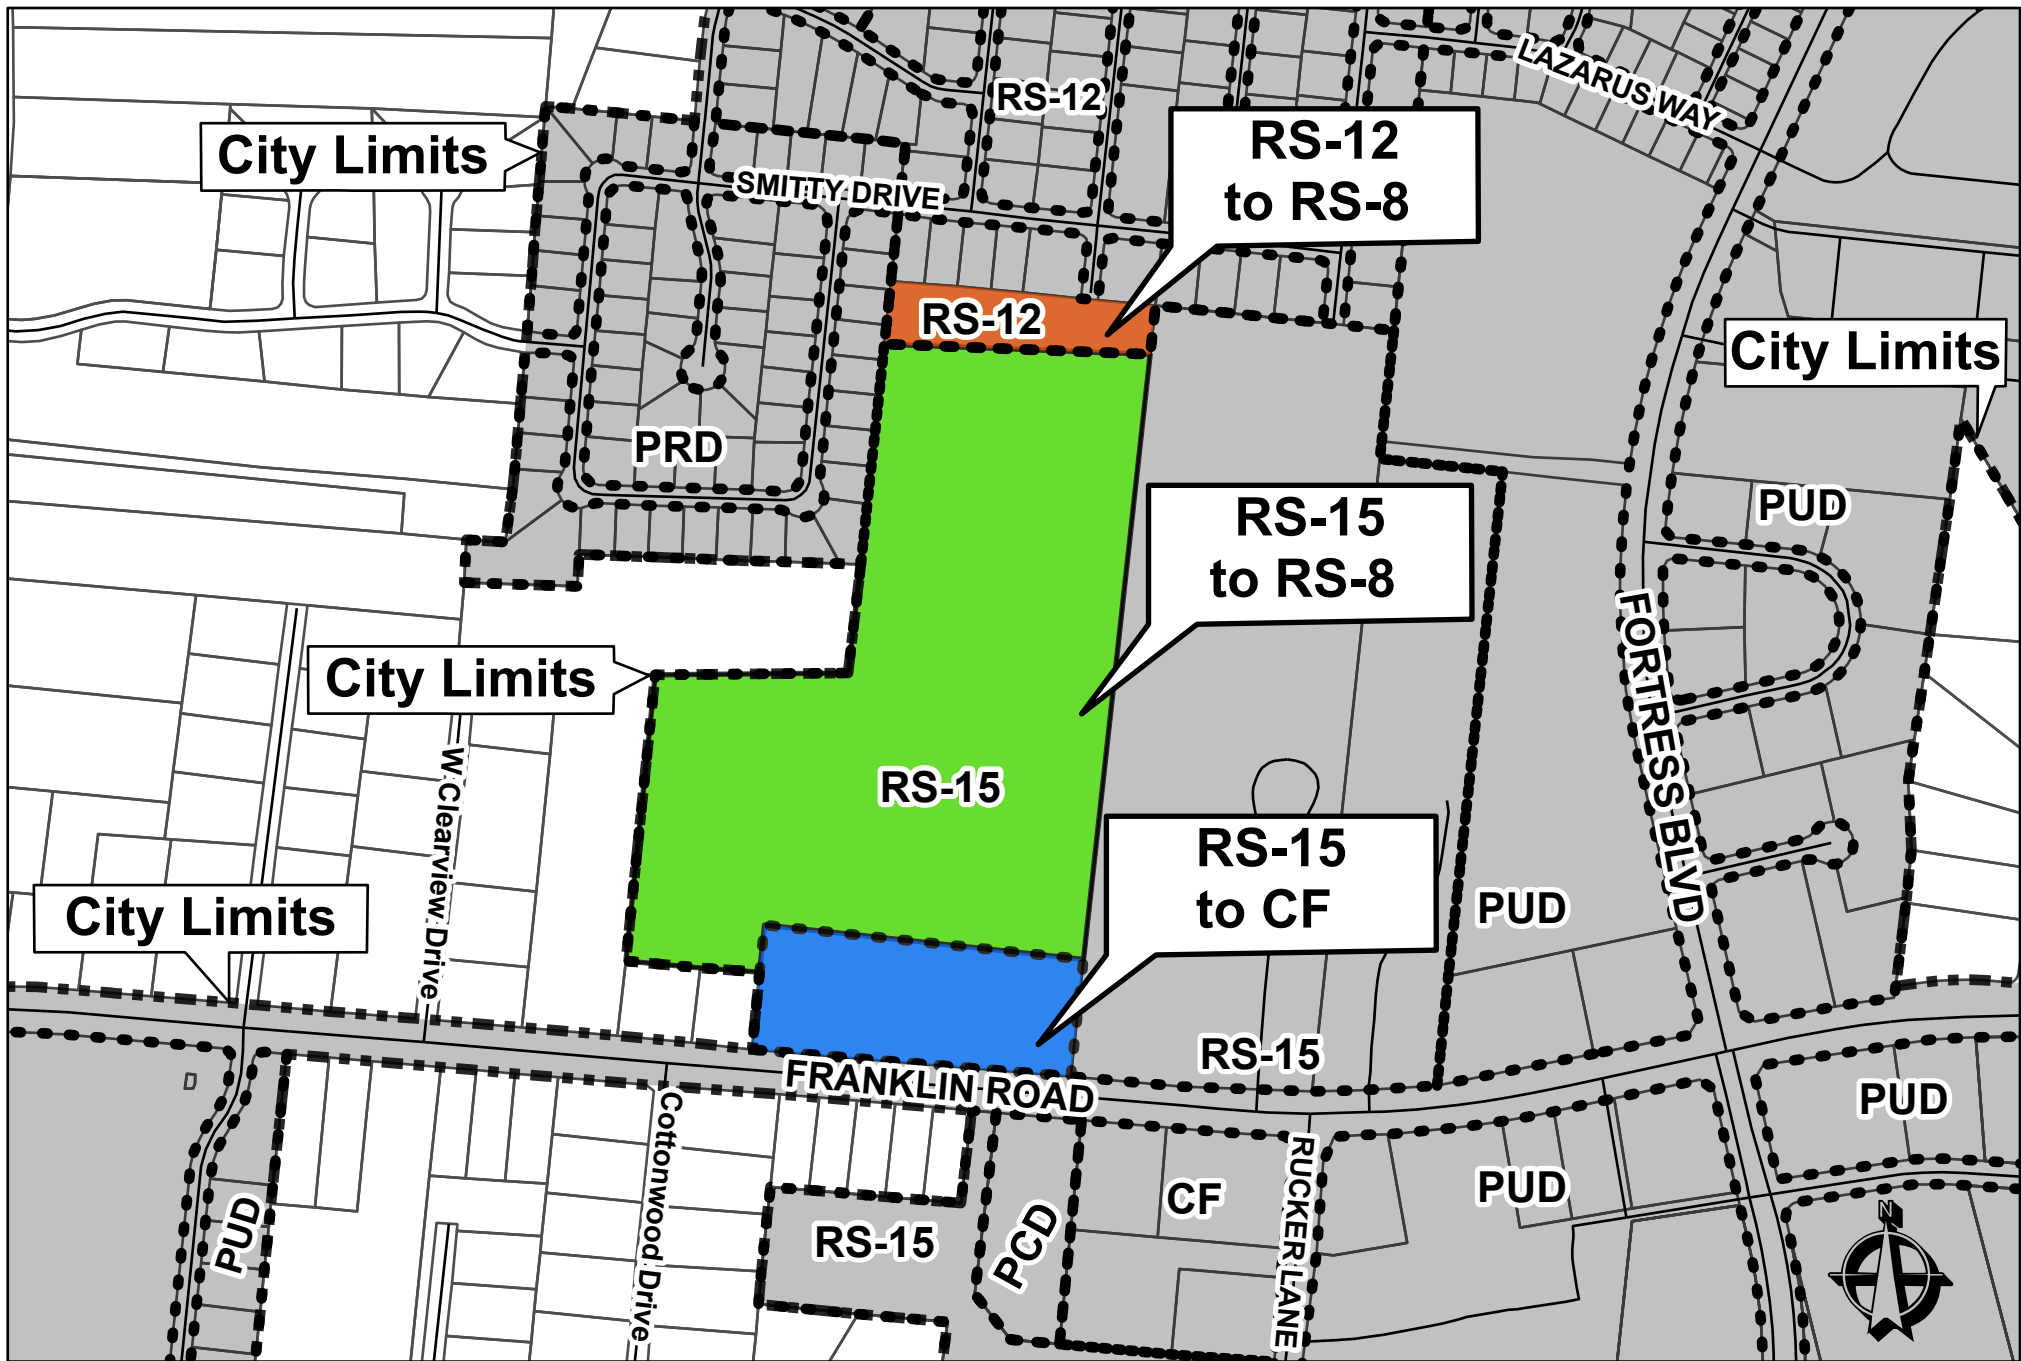 LAZARUS WAY
RS-12
RS-12
to RS-8
City Limits
SMITTY DRIVE
RS-12
City Limits
PRD
RS-15
to RS-8
PUD
City Limits
FORTRESS BLVD
W Clearview Drive
RS-15
RS-15
to CF
PUD
City Limits
RS-15
FRANKLIN ROAD
PUD
Cottonwood Drive
RUCKER LANE
CF
PUD
PUD
RS-15
PCD
N